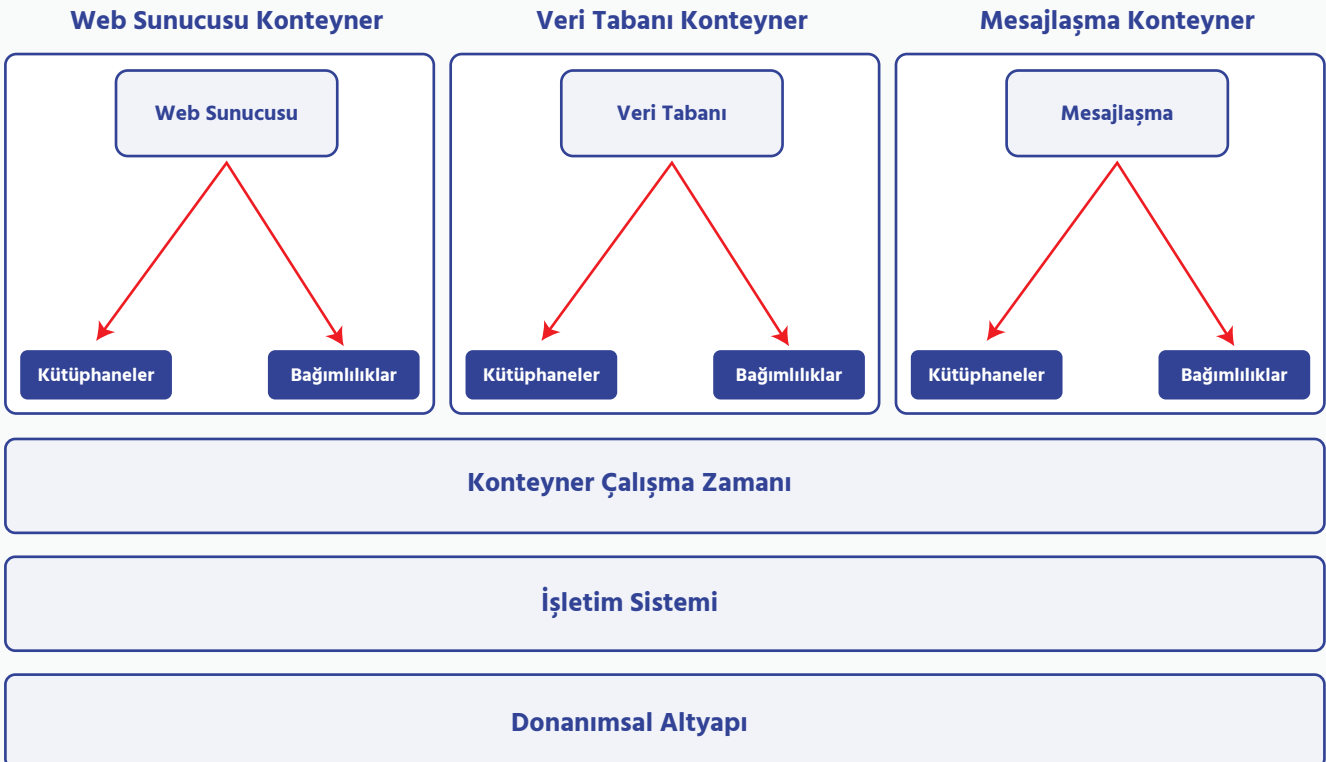 Web Sunucusu Konteyner
Veri Tabanı Konteyner
Mesajlaşma Konteyner
Web Sunucusu
Veri Tabanı
Mesajlaşma
Kütüphaneler
Bağımlılıklar
Kütüphaneler
Bağımlılıklar
Kütüphaneler
Bağımlılıklar
Konteyner Çalışma Zamanı
İşletim Sistemi
Donanımsal Altyapı